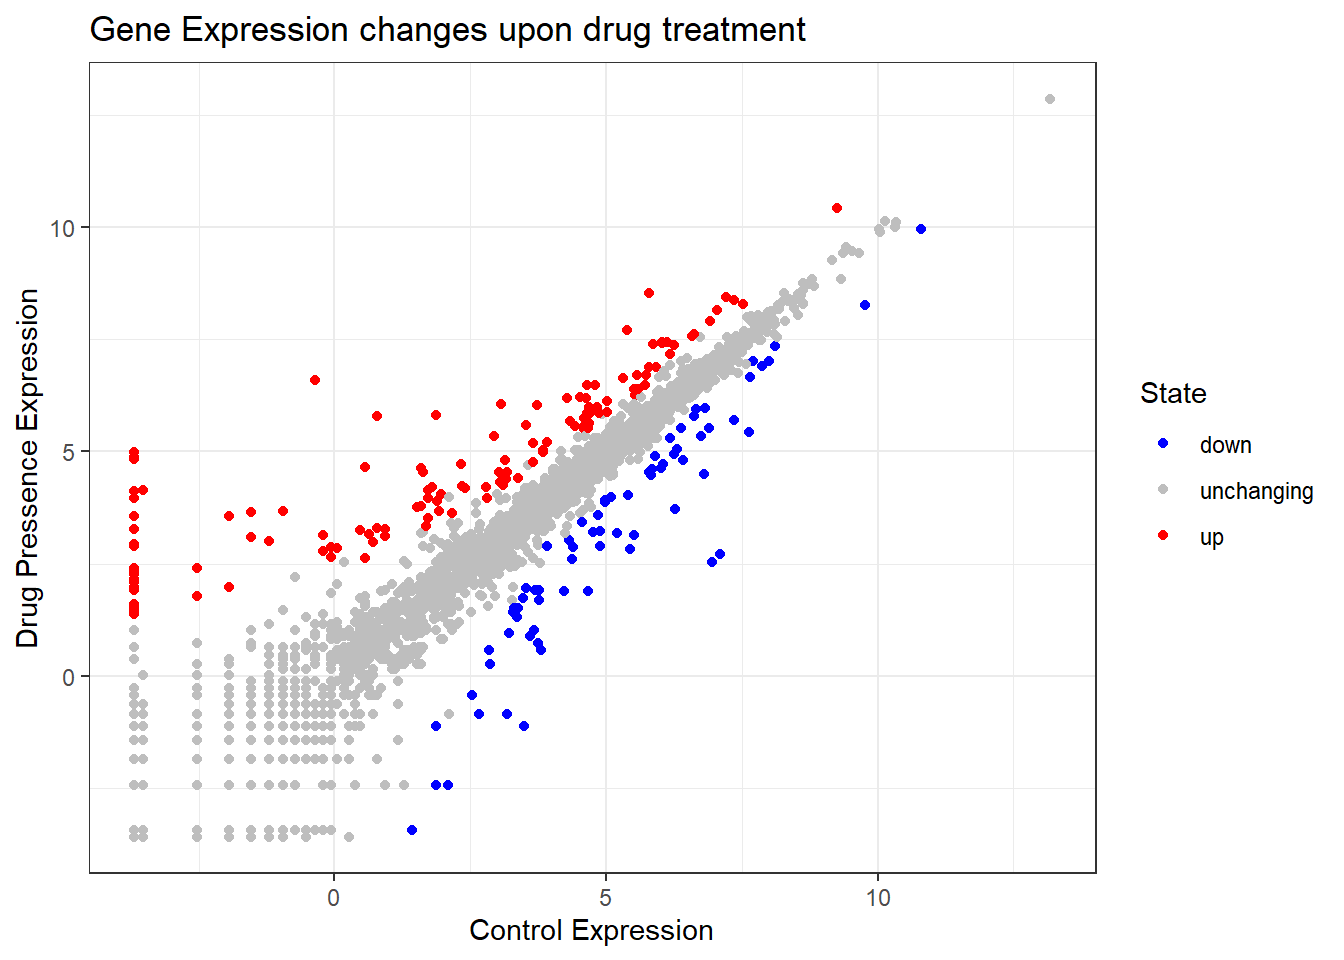 Gene Expression changes upon drug treatment
Drug Pressence Expression
10
5
0
0
5
10
Control Expression
State
down
unchanging
up